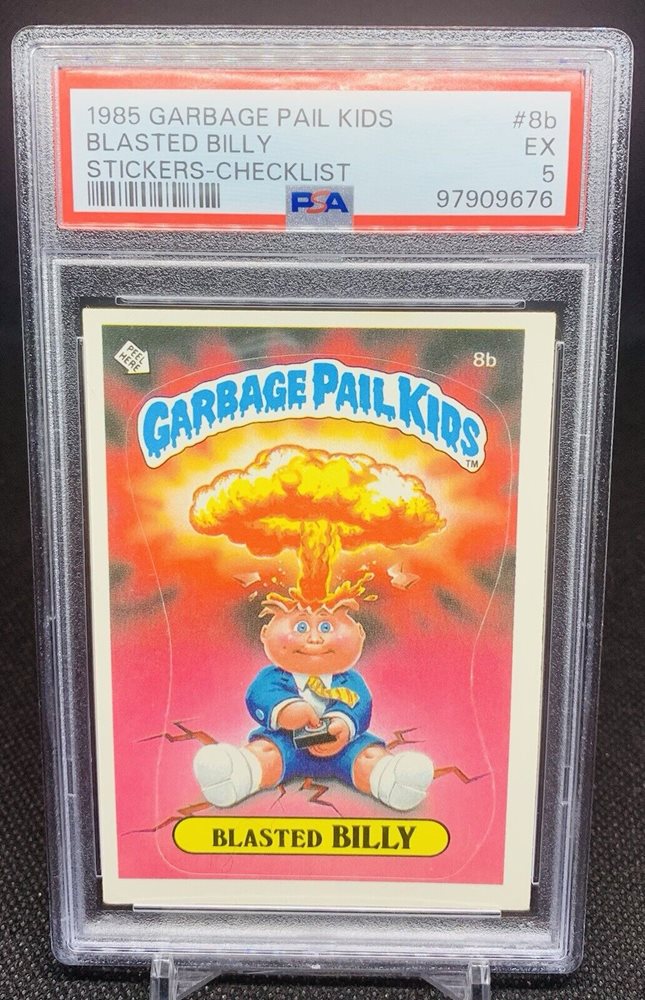 1985 GARBAGE PAIL KIDS #8b
BLASTED BILLY EX
STICKERS-CHECKLIST 5
PSA 97909676
PEEL
HERE
8b
GARBAGE PAIL KIDS
TM
BLASTED BILLY